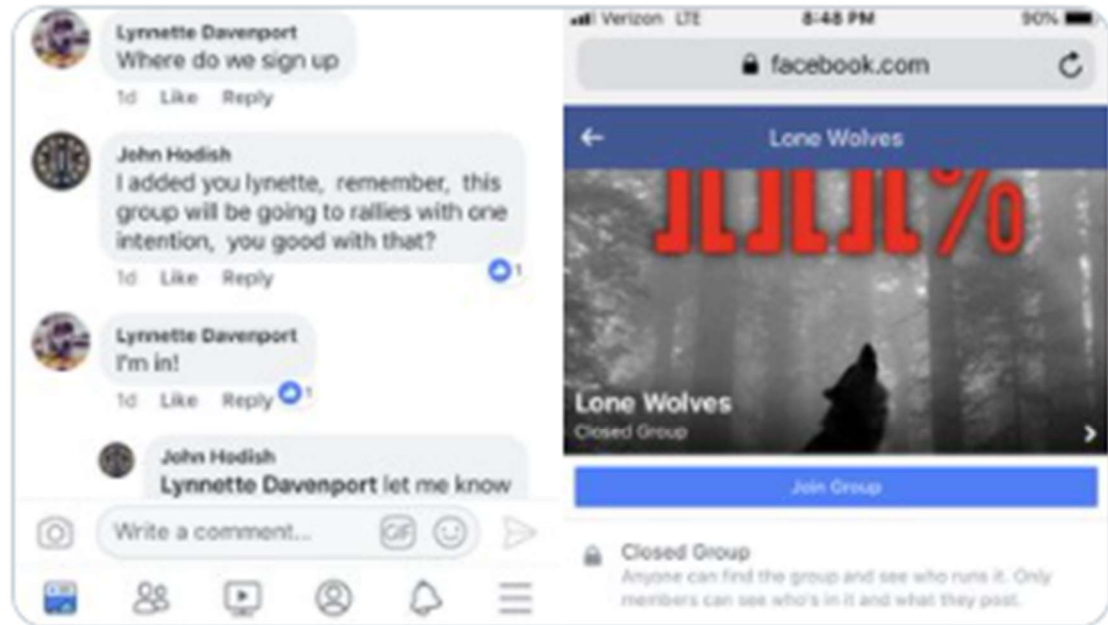 Lynnette Davenport
Where do we sign up
1d Like Reply
John Hodish
I added you lynette, remember, this
group will be going to rallies with one
intention, you good with that?
1
1d Like Reply
Lynnette Davenport
I'm in!
1d Like Reply 1
John Hodish
Lynnette Davenport let me know
Write a comment...
GIF
Verizon LTE 8:48 PM 90%
facebook.com
Lone Wolves
III%
Lone Wolves
Closed Group
Join Group
Closed Group
Anyone can find the group and see who runs it. Only
members can see who's in it and what they post.